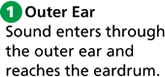 1 Outer Ear
Sound enters through
the outer ear and
reaches the eardrum.